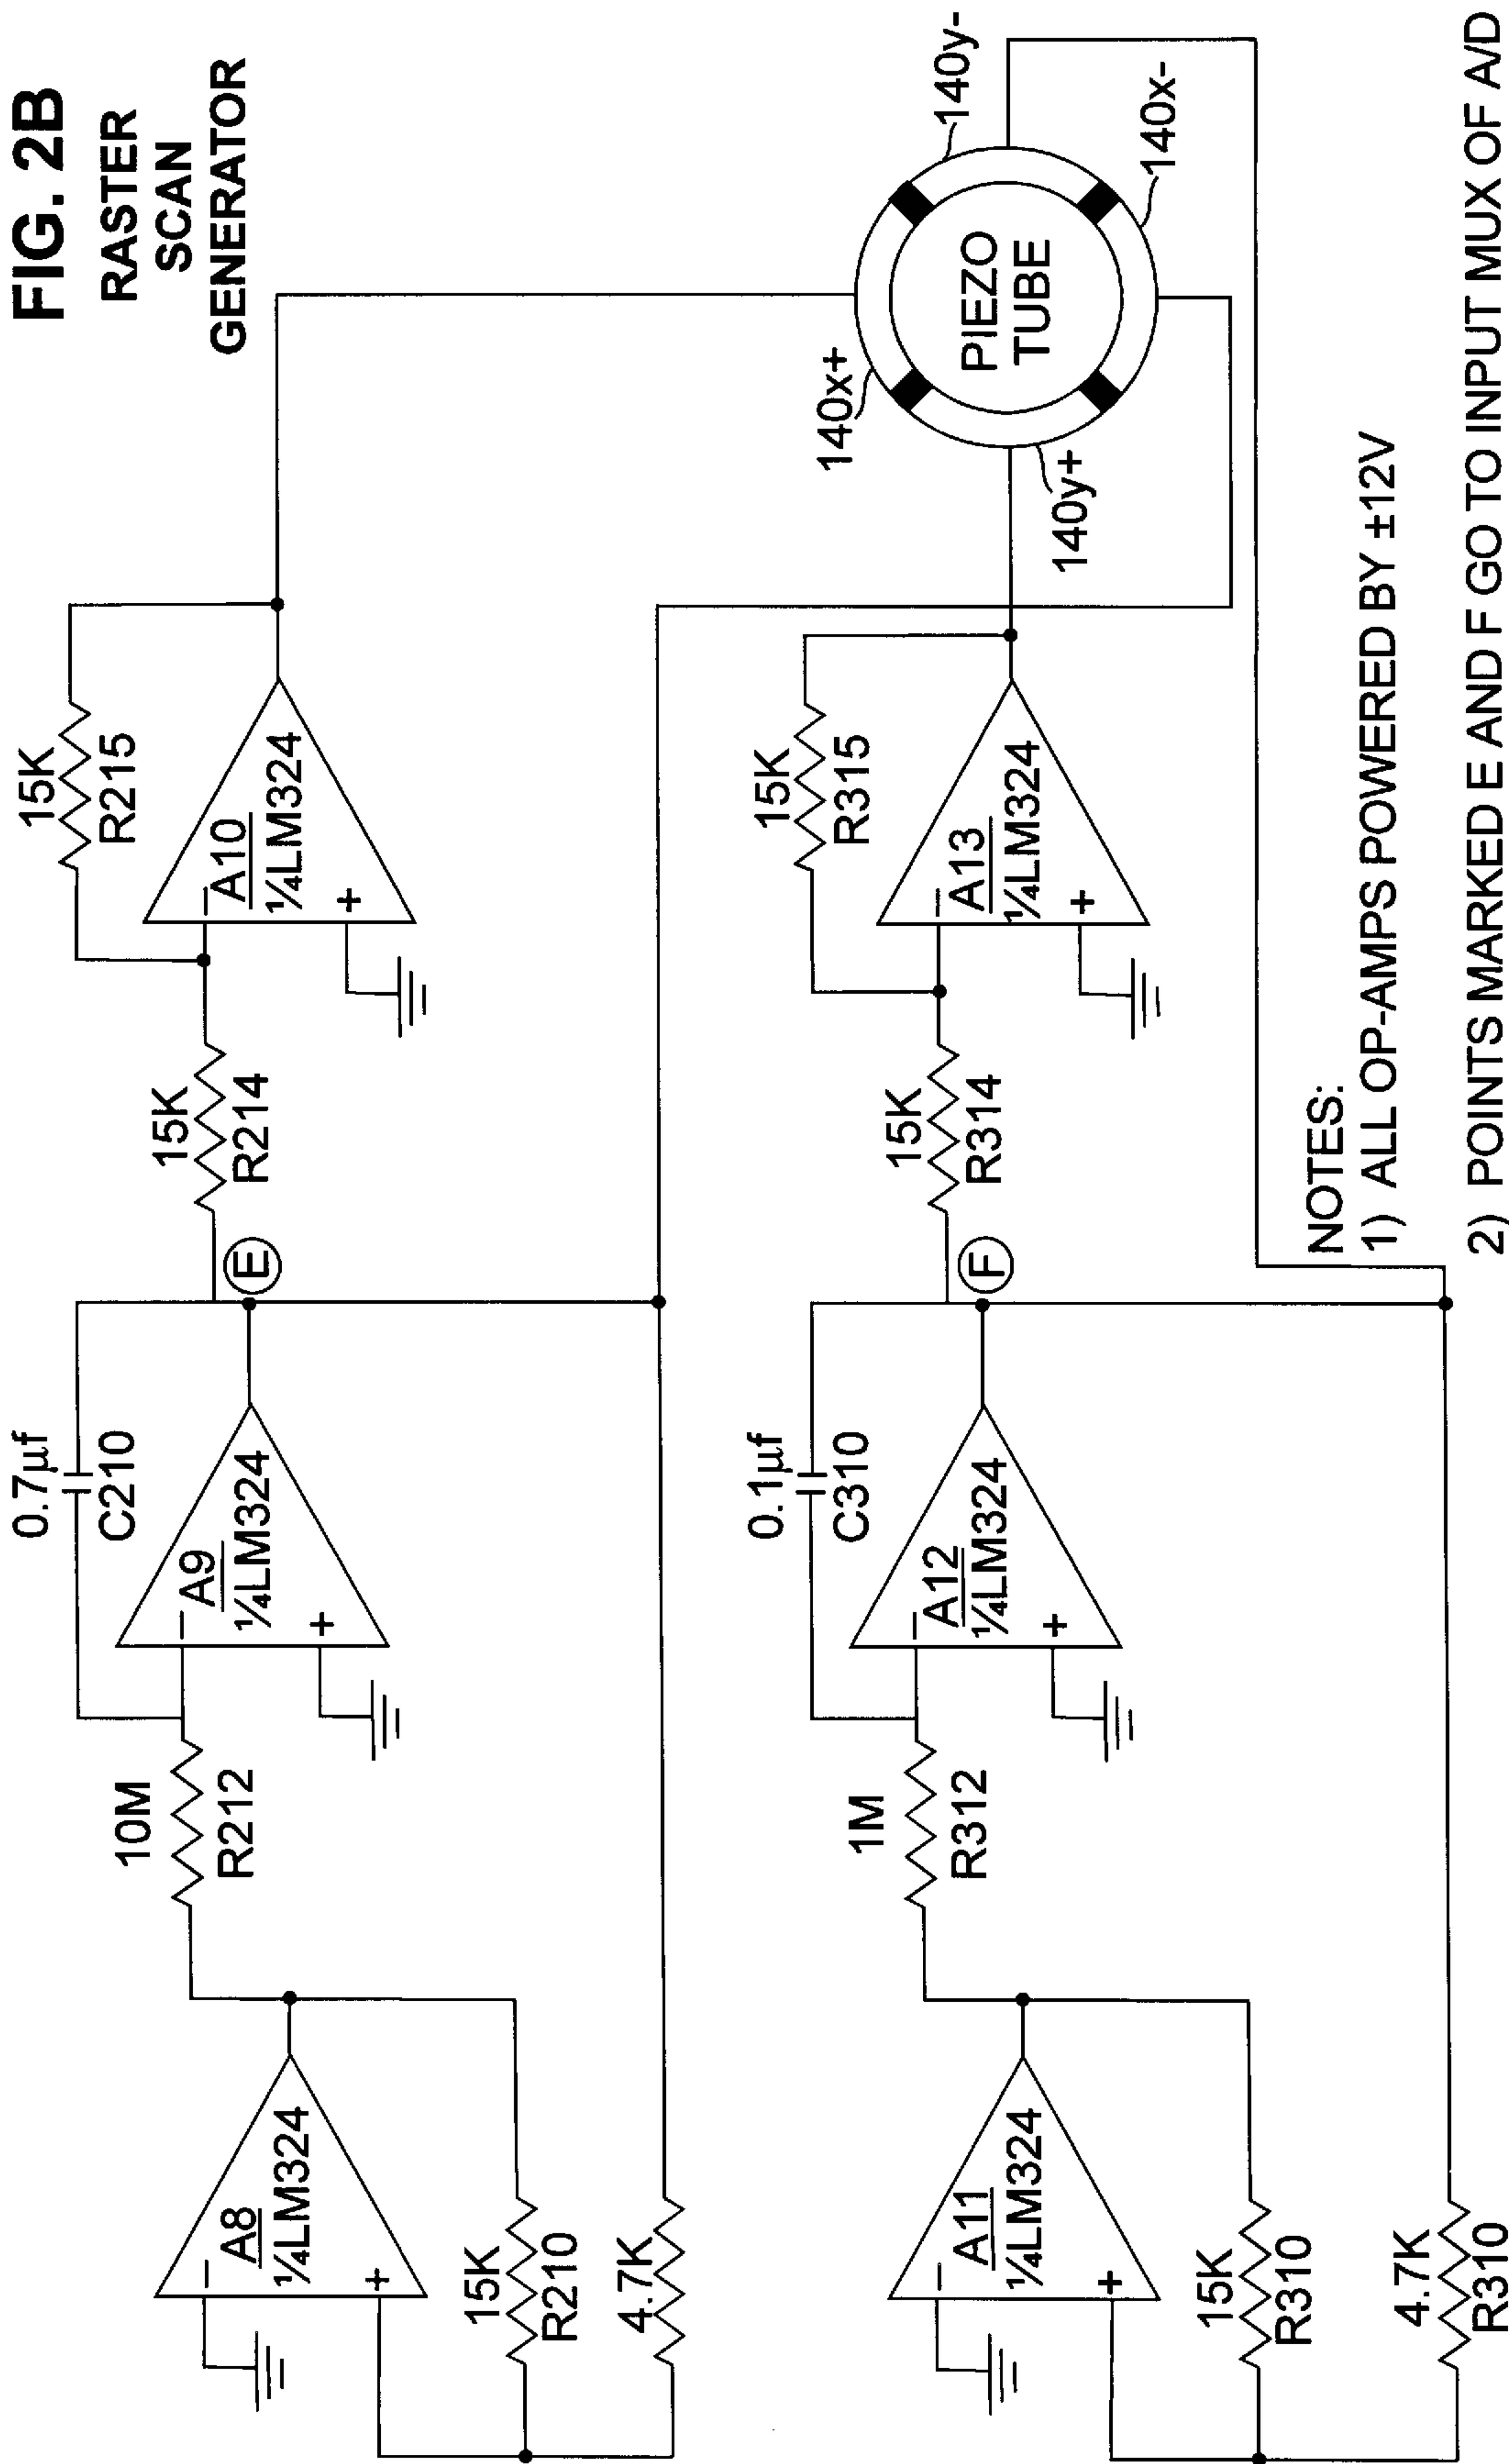 FIG. 2B
RASTER
SCAN
GENERATOR
0.7µf
C210
15K
R215
10M
R212
15K
R214
A8
¼LM324
A9
¼LM324
A10
¼LM324
−
+
−
+
−
+
E
15K
R210
4.7K
0.1µf
C310
15K
R315
1M
R312
15K
R314
A11
¼LM324
A12
¼LM324
A13
¼LM324
−
+
−
+
−
+
F
15K
R310
4.7K
R310
140x+
140y-
PIEZO
TUBE
140y+
140x-
NOTES:
1) ALL OP-AMPS POWERED BY ±12V
2) POINTS MARKED E AND F GO TO INPUT MUX OF A/D